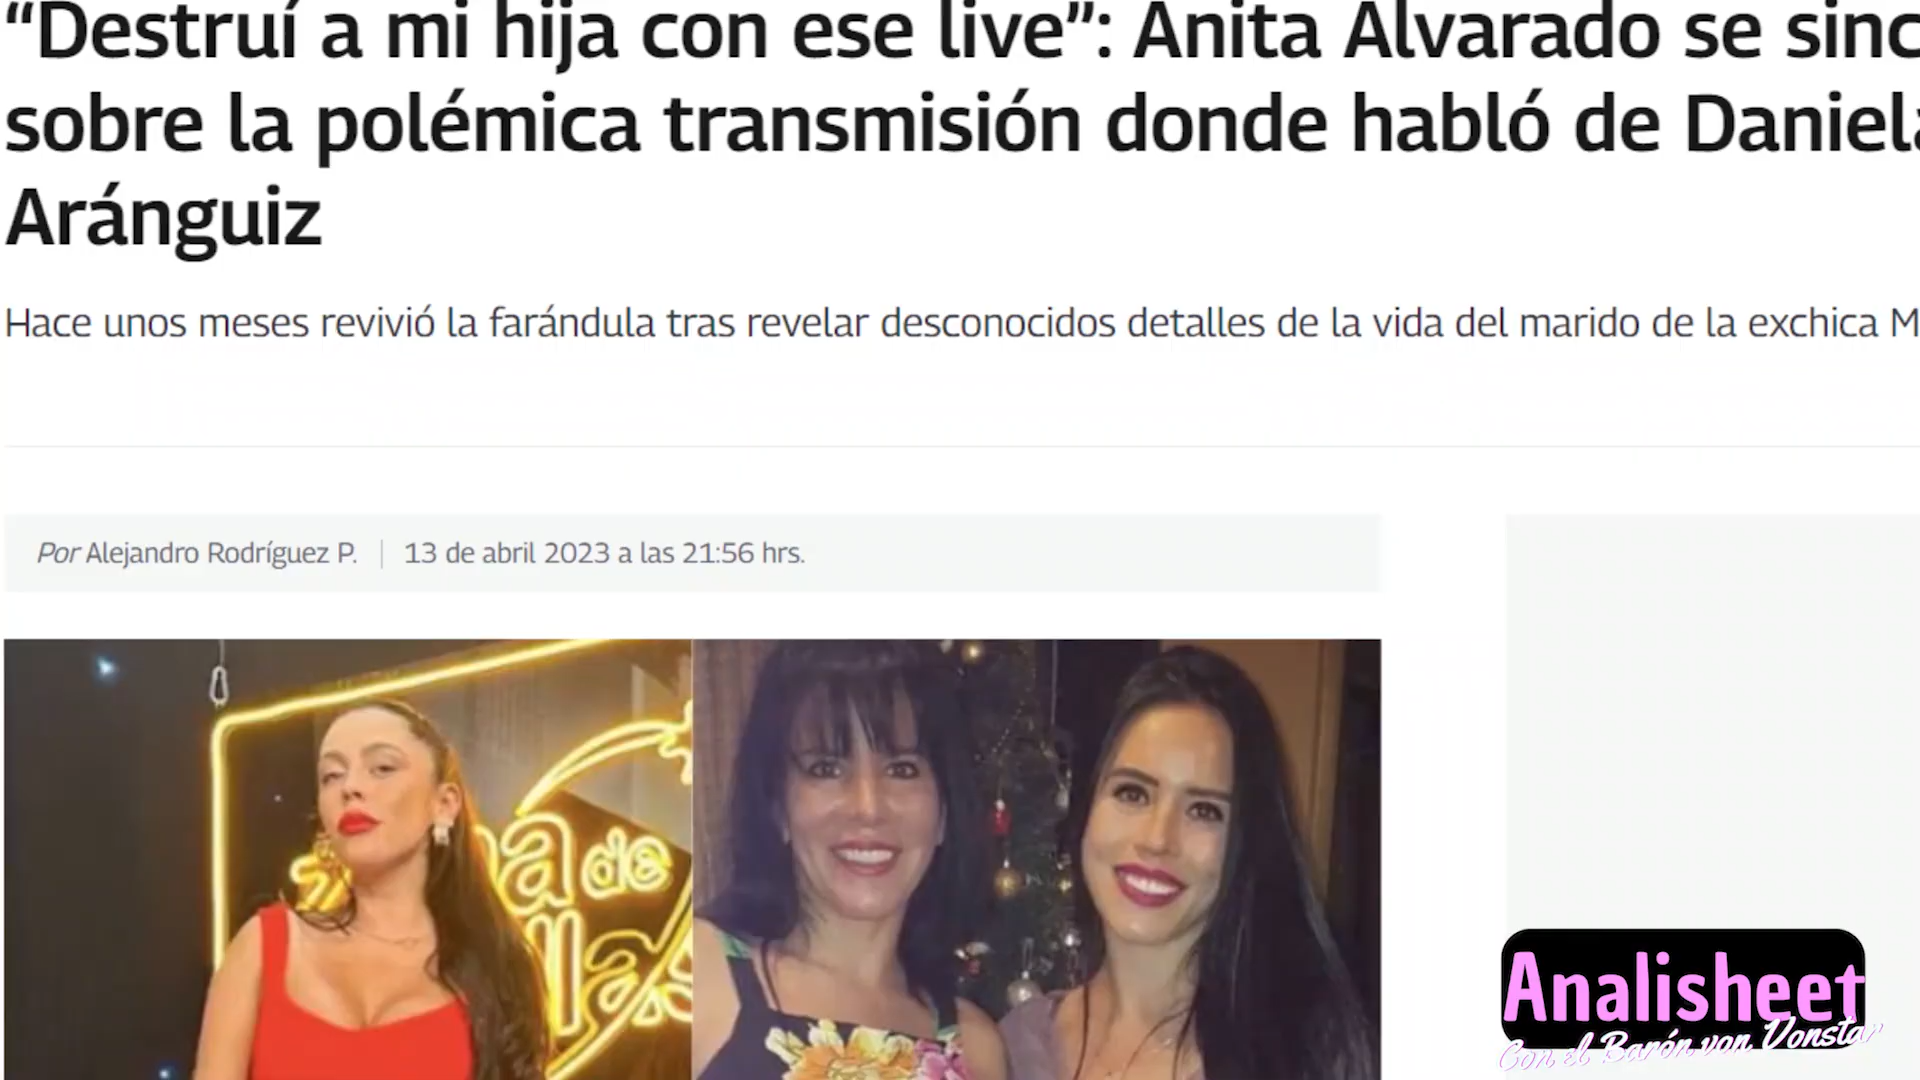 “Destruí a mi hija con ese live”: Anita Alvarado se sinc
sobre la polémica transmisión donde habló de Daniela
Aránguiz
Hace unos meses revivió la farándula tras revelar desconocidos detalles de la vida del marido de la exchica M
Por Alejandro Rodríguez P. | 13 de abril 2023 a las 21:56 hrs.
a de
Analisheet
Con el Barón von Vonstar